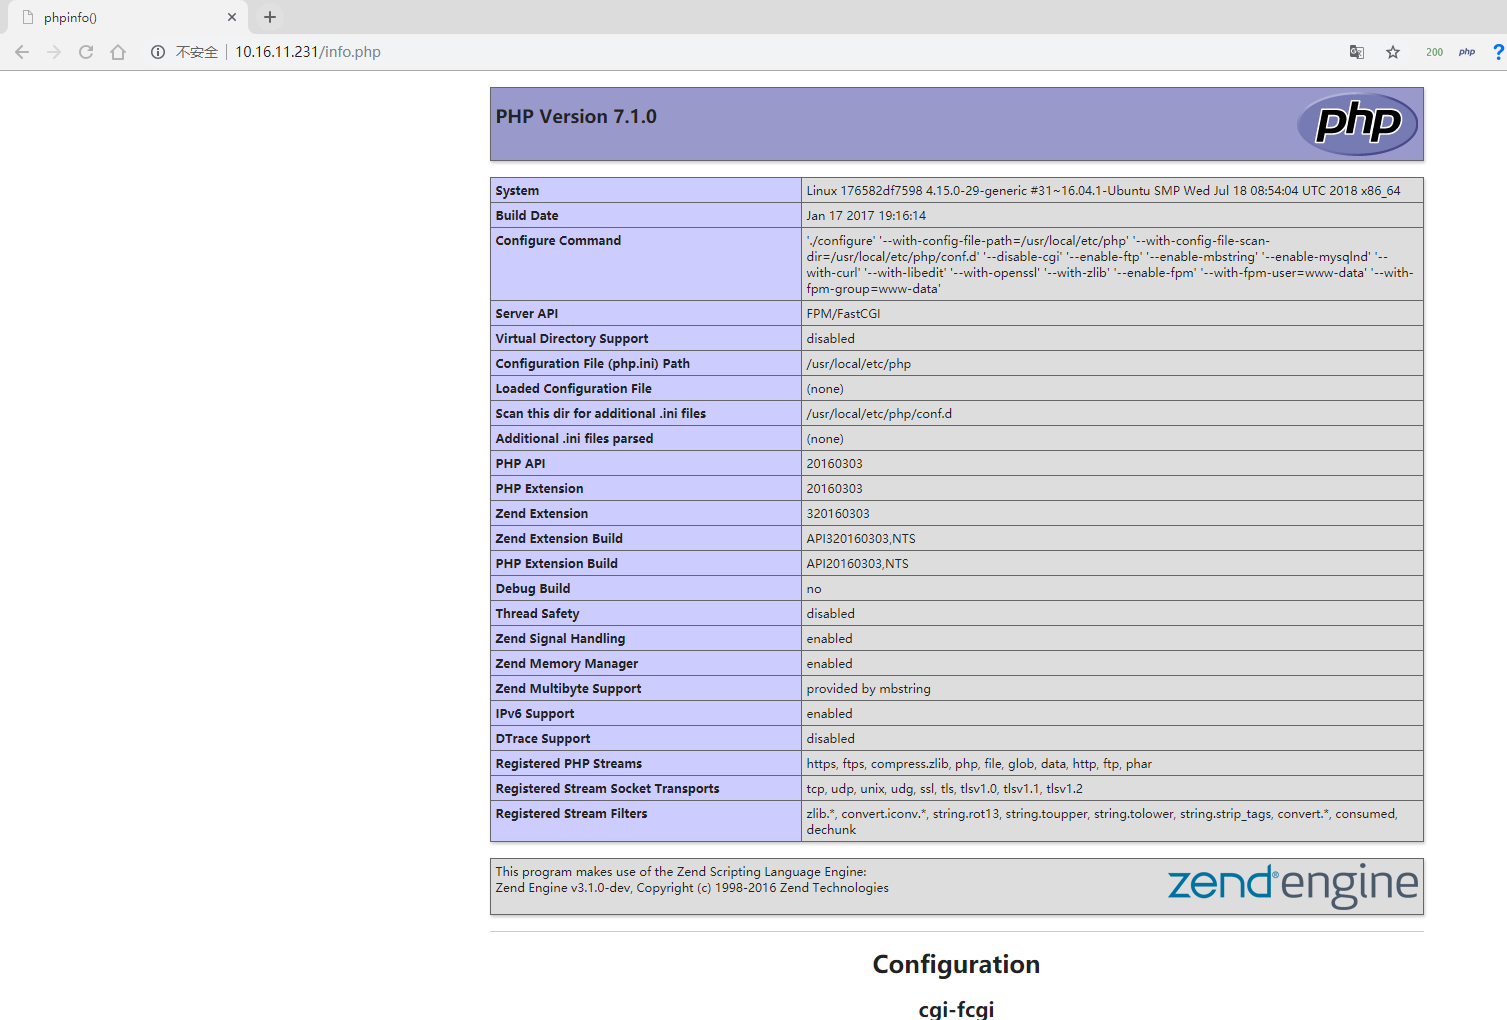 phpinfo()
不安全 10.16.11.231/info.php
200 php ?
PHP Version 7.1.0
php
System Linux 176582df7598 4.15.0-29-generic #31~16.04.1-Ubuntu SMP Wed Jul 18 08:54:04 UTC 2018 x86_64
Build Date Jan 17 2017 19:16:14
Configure Command './configure' '--with-config-file-path=/usr/local/etc/php' '--with-config-file-scan-
dir=/usr/local/etc/php/conf.d' '--disable-cgi' '--enable-ftp' '--enable-mbstring' '--enable-mysqlnd' '--
with-curl' '--with-libedit' '--with-openssl' '--with-zlib' '--enable-fpm' '--with-fpm-user=www-data' '--with-
fpm-group=www-data'
Server API FPM/FastCGI
Virtual Directory Support disabled
Configuration File (php.ini) Path /usr/local/etc/php
Loaded Configuration File (none)
Scan this dir for additional .ini files /usr/local/etc/php/conf.d
Additional .ini files parsed (none)
PHP API 20160303
PHP Extension 20160303
Zend Extension 320160303
Zend Extension Build API320160303,NTS
PHP Extension Build API20160303,NTS
Debug Build no
Thread Safety disabled
Zend Signal Handling enabled
Zend Memory Manager enabled
Zend Multibyte Support provided by mbstring
IPv6 Support enabled
DTrace Support disabled
Registered PHP Streams https, ftps, compress.zlib, php, file, glob, data, http, ftp, phar
Registered Stream Socket Transports tcp, udp, unix, udg, ssl, tls, tlsv1.0, tlsv1.1, tlsv1.2
Registered Stream Filters zlib.*, convert.iconv.*, string.rot13, string.toupper, string.tolower, string.strip_tags, convert.*, consumed,
dechunk
This program makes use of the Zend Scripting Language Engine:
Zend Engine v3.1.0-dev, Copyright (c) 1998-2016 Zend Technologies
zend®engine
Configuration
cgi-fcgi